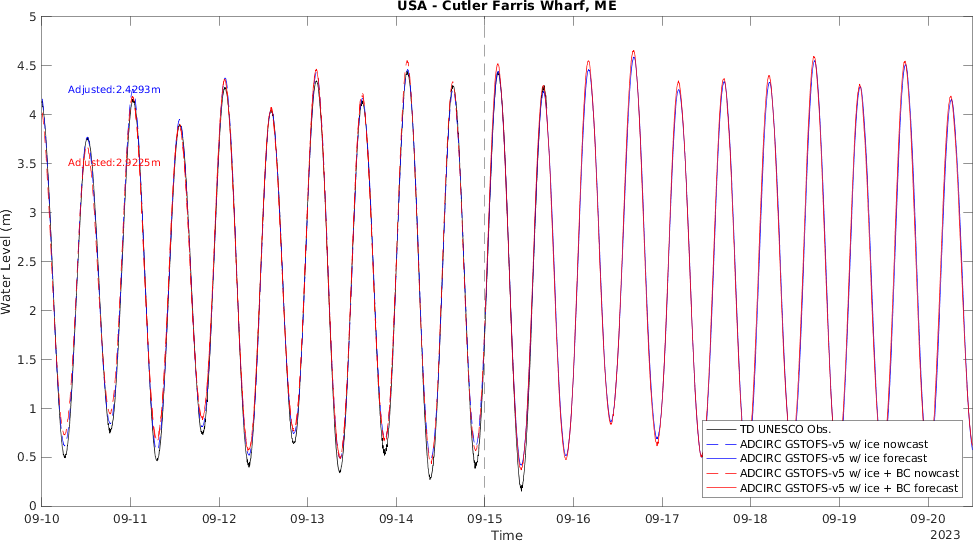 USA - Cutler Farris Wharf, ME
5
4.5
4
3.5
3
2.5
2
1.5
1
0.5
0
Water Level (m)
Adjusted:2.4293m
Adjusted:2.9225m
TD UNESCO Obs.
ADCIRC GSTOFS-v5 w/ ice nowcast
ADCIRC GSTOFS-v5 w/ ice forecast
ADCIRC GSTOFS-v5 w/ ice + BC nowcast
ADCIRC GSTOFS-v5 w/ ice + BC forecast
09-10 09-11 09-12 09-13 09-14 09-15 09-16 09-17 09-18 09-19 09-20
Time
2023